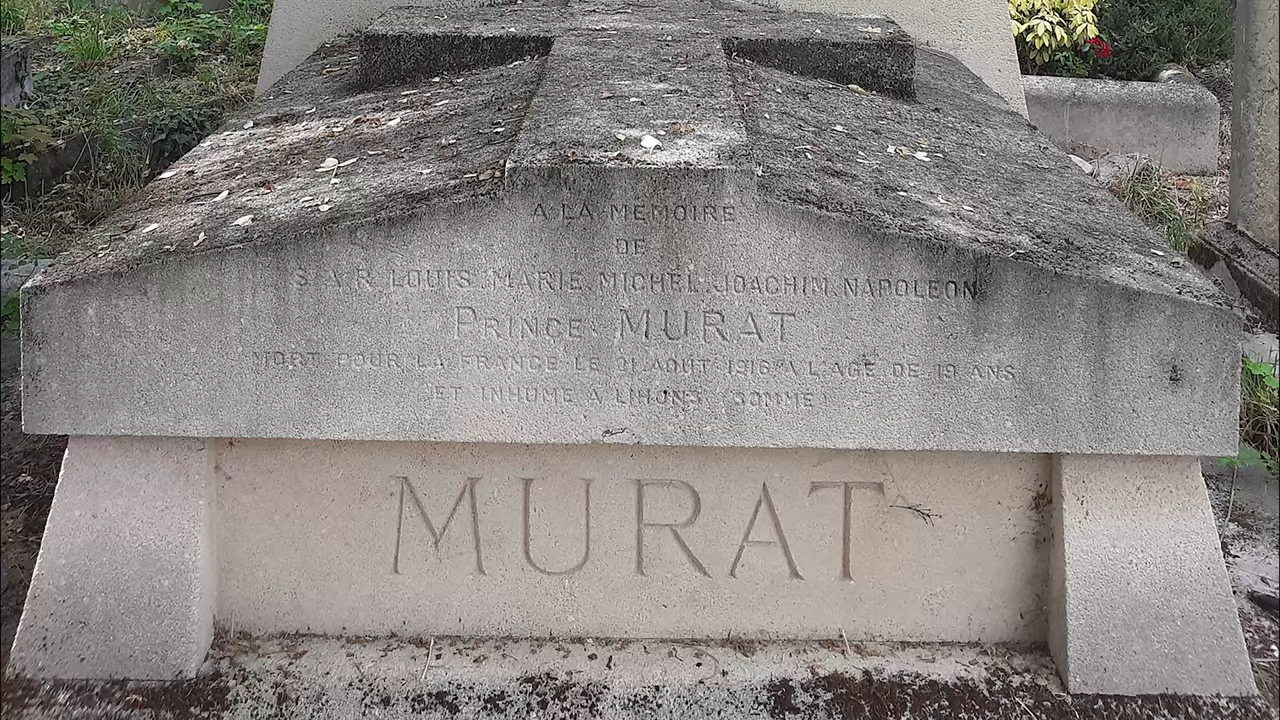 A LA MEMOIRE
DE
S.A.R. LOUIS.MARIE.MICHEL.JOACHIM.NAPOLEON.
PRINCE MURAT
MORT POUR LA FRANCE LE 21 AOUT 1916 A L'AGE DE 19 ANS
ET INHUME A LIHONS (SOMME)
MURAT